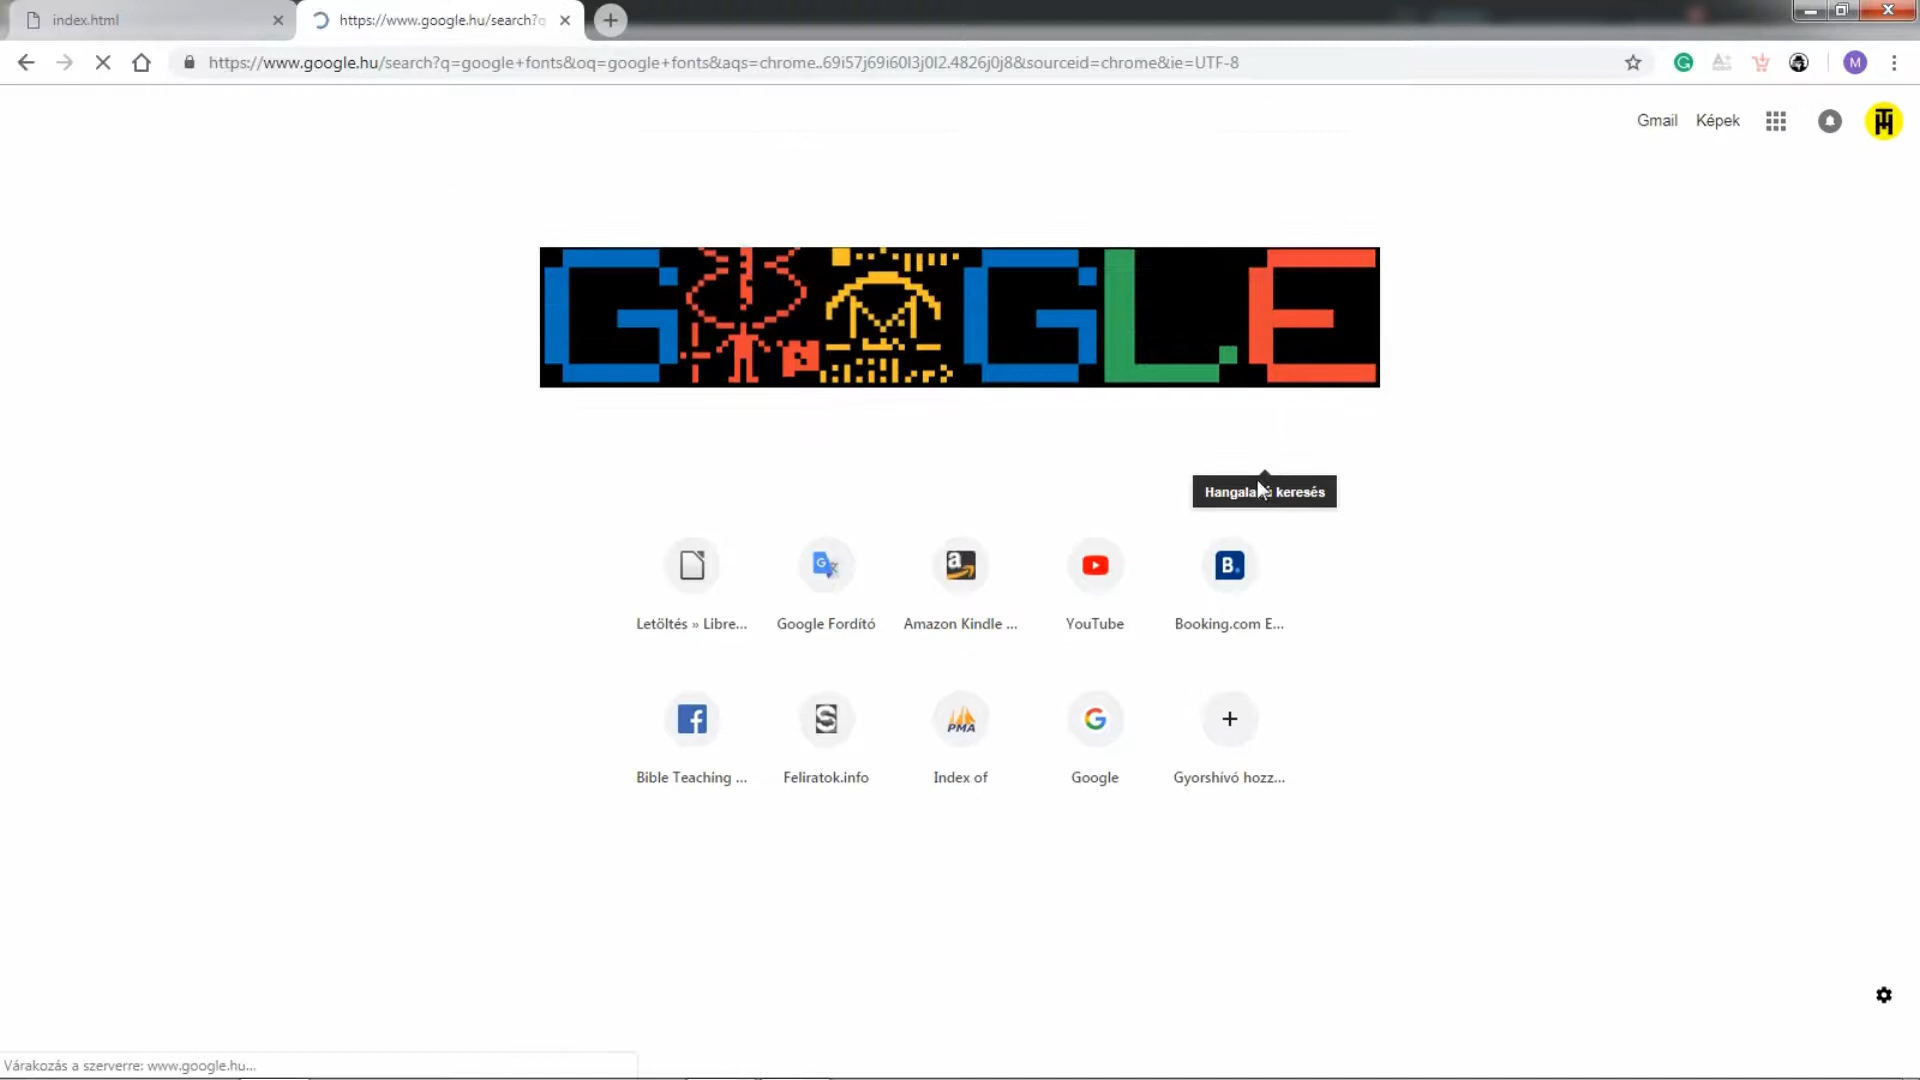 index.html
https://www.google.hu/search?q
https://www.google.hu/search?q=google+fonts&oq=google+fonts&aqs=chrome..69i57j69i60l3j0l2.4826j0j8&sourceid=chrome&ie=UTF-8
M
Gmail
Képek
GOOGLE
keresés
Letöltés » Libre...
Google Fordító
Amazon Kindle ...
YouTube
Booking.com E...
Bible Teaching ...
Feliratok.info
PMA
Index of
Google
Gyorshívó hozz...
Várakozás a szerverre: www.google.hu...